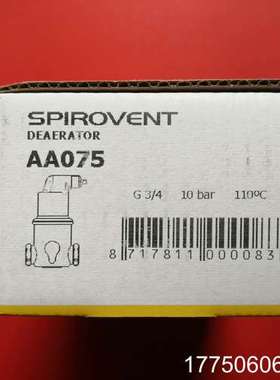 SPIROVENT
DEAERATOR
AA075
G 3/4 10 bar 110ºC
8 717811 000083
17750606